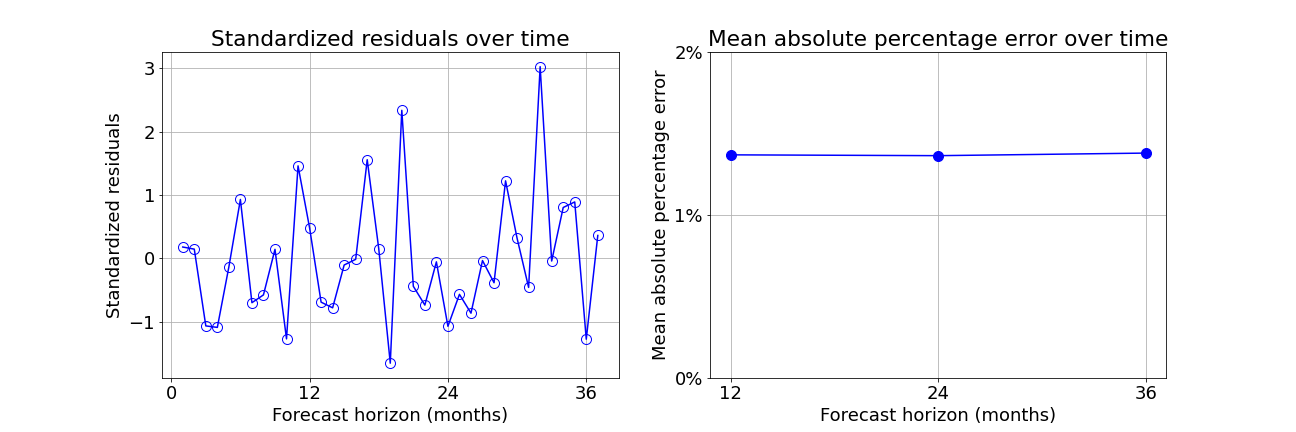 Standardized residuals over time
Standardized residuals
3
2
1
0
−1
0 12 24 36
Forecast horizon (months)
Mean absolute percentage error over time
Mean absolute percentage error
2%
1%
0%
12 24 36
Forecast horizon (months)